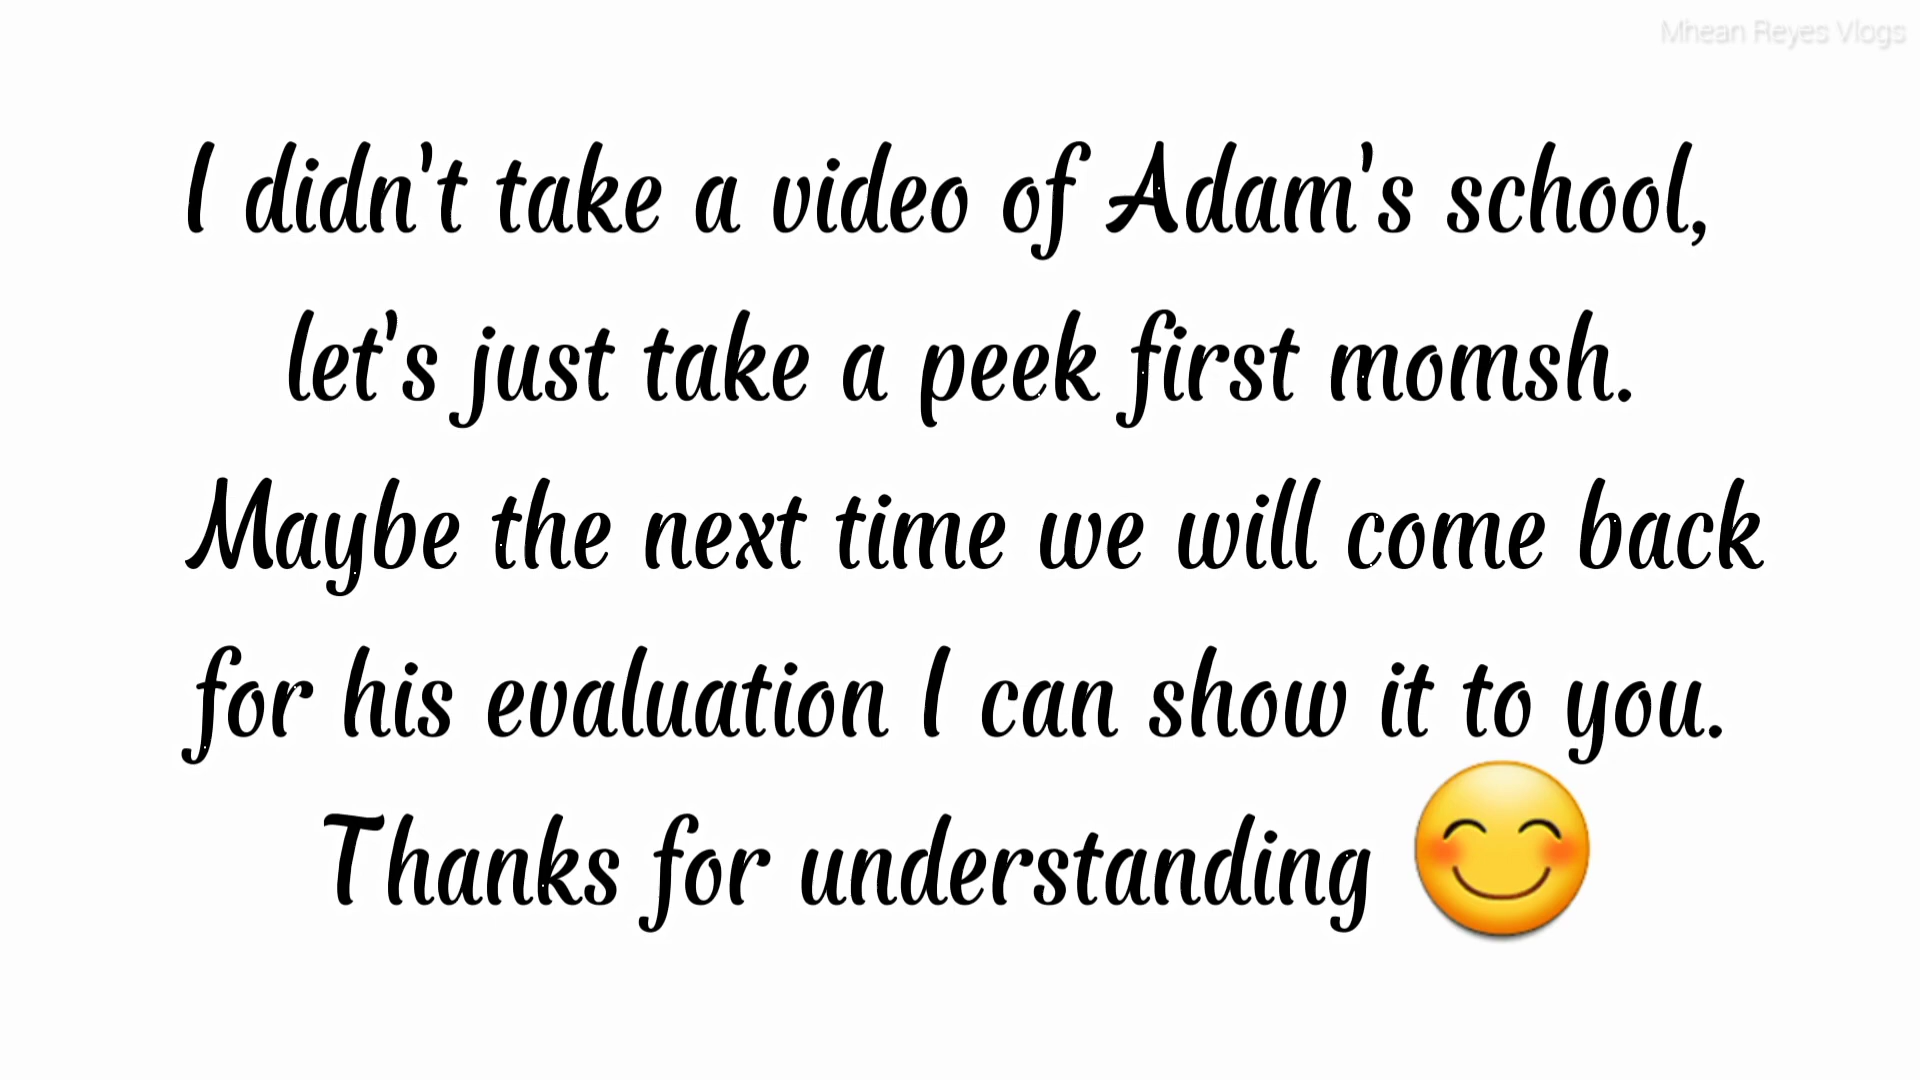 Mhean Reyes Vlogs
I didn't take a video of Adam's school,
let's just take a peek first momsh.
Maybe the next time we will come back
for his evaluation I can show it to you.
Thanks for understanding 😊